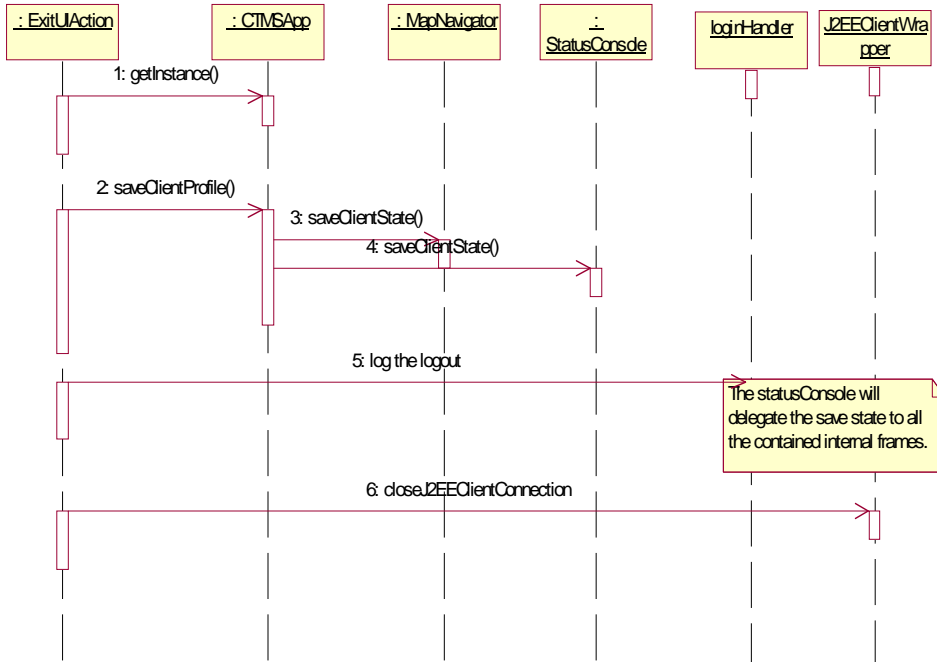 : ExitUIAction
: CTMSApp
: MapNavigator
:
StatusConsole
loginHandler
J2EEClientWra
pper
1: getInstance()
2: saveClientProfile()
3: saveClientState()
4: saveClientState()
5: log the logout
The statusConsole will
delegate the save state to all
the contained internal frames.
6: closeJ2EEClientConnection